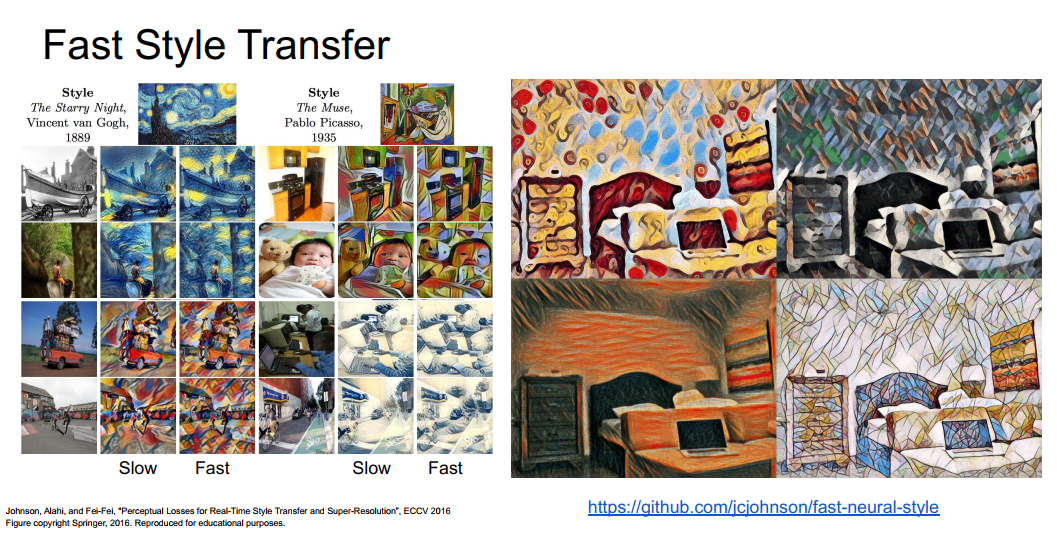 Fast Style Transfer
Style
The Starry Night,
Vincent van Gogh,
1889
Style
The Muse,
Pablo Picasso,
1935
Slow Fast Slow Fast
Johnson, Alahi, and Fei-Fei, "Perceptual Losses for Real-Time Style Transfer and Super-Resolution", ECCV 2016
Figure copyright Springer, 2016. Reproduced for educational purposes.
https://github.com/jcjohnson/fast-neural-style